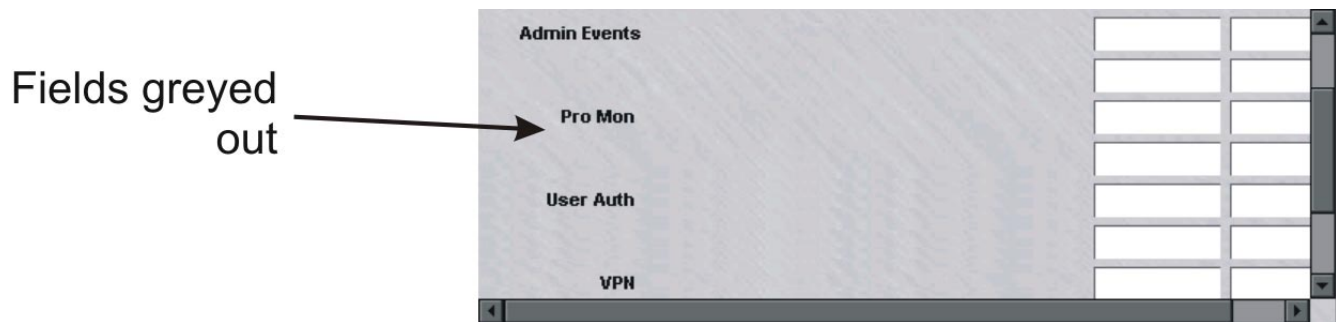 Fields greyed
out
Admin Events
Pro Mon
User Auth
VPN